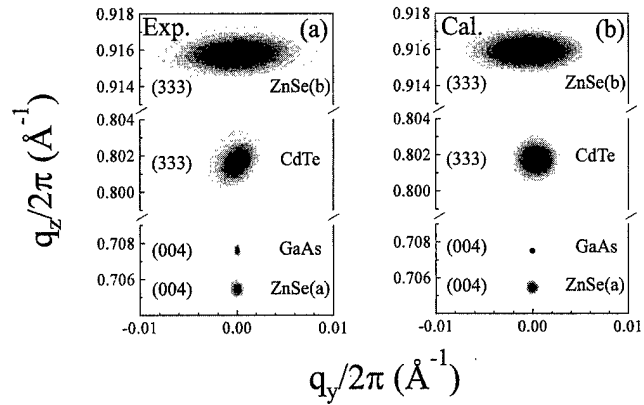 Exp. (a)
Cal. (b)
0.918
0.916
0.914
(333) ZnSe(b)
0.804
0.802
0.800
(333) CdTe
0.708
0.706
(004) GaAs
(004) ZnSe(a)
-0.01 0.00 0.01
0.918
0.916
0.914
(333) ZnSe(b)
0.804
0.802
0.800
(333) CdTe
0.708
0.706
(004) GaAs
(004) ZnSe(a)
-0.01 0.00 0.01
q_z/2π (Å⁻¹)
q_y/2π (Å⁻¹)